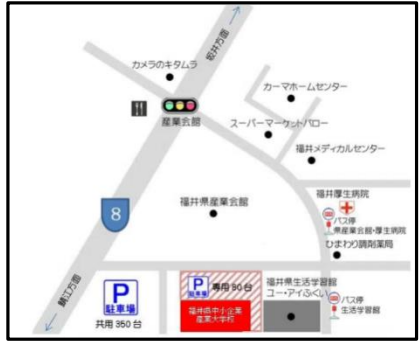 坂井方面
カメラのキタムラ
カーマホームセンター
産業会館
スーパーマーケットバロー
福井メディカルセンター
福井厚生病院
福井県産業会館
バス停
県産業会館・厚生病院
8
ひまわり調剤薬局
鯖江方面
P
駐車場
共用 350 台
P
駐車場
専用 80 台
福井県中小企業
産業大学校
福井県生活学習館
ユー・アイふくい
バス停
生活学習館